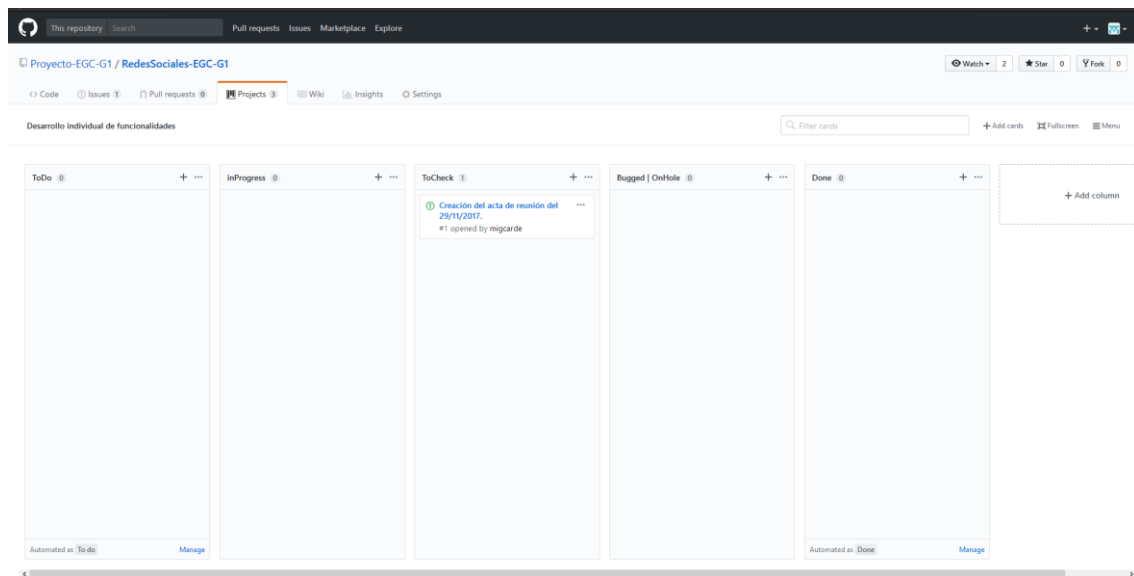 This repository Search Pull requests Issues Marketplace Explore
Proyecto-EGC-G1 / RedesSociales-EGC-G1 Watch 2 Star 0 Fork 0
Code Issues 1 Pull requests 0 Projects 3 Wiki Insights Settings
Desarrollo individual de funcionalidades Filter cards Add cards Fullscreen Menu
ToDo 0 inProgress 0 ToCheck 1 Bugged | OnHole 0 Done 0
+ Add column
Creación del acta de reunión del
29/11/2017.
#1 opened by migcarde
Automated as To do Manage Automated as Done Manage